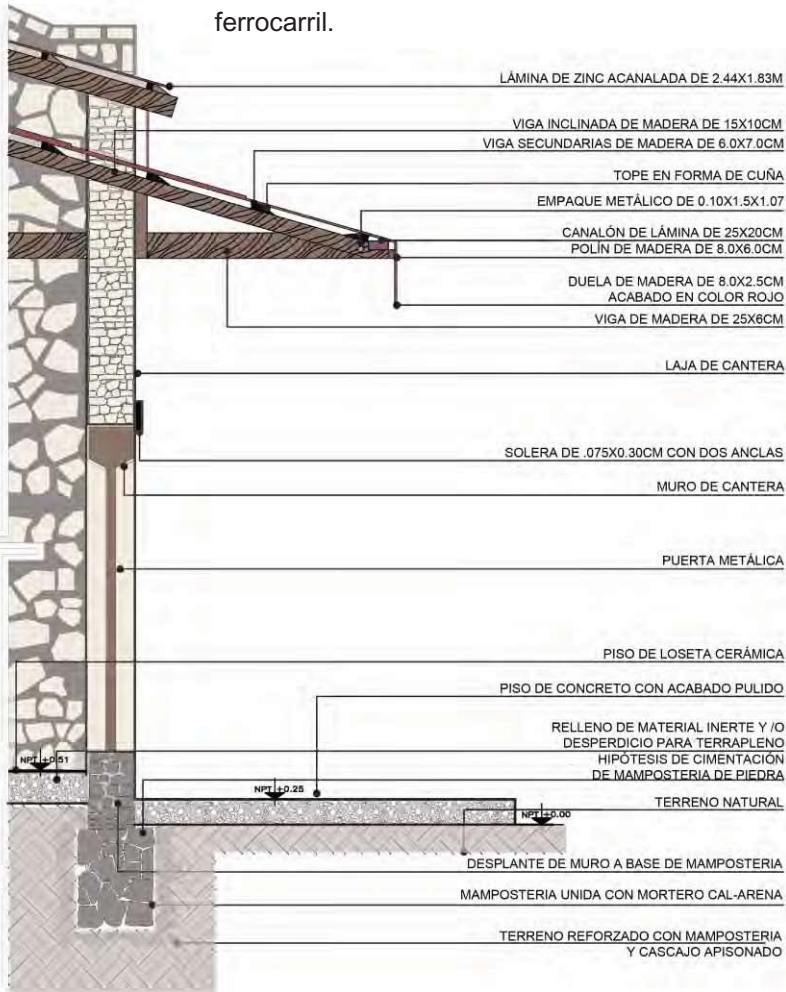 ferrocarril.
LÁMINA DE ZINC ACANALADA DE 2.44X1.83M
VIGA INCLINADA DE MADERA DE 15X10CM
VIGA SECUNDARIAS DE MADERA DE 6.0X7.0CM
TOPE EN FORMA DE CUÑA
EMPAQUE METÁLICO DE 0.10X1.5X1.07
CANALÓN DE LÁMINA DE 25X20CM
POLÍN DE MADERA DE 8.0X6.0CM
DUELA DE MADERA DE 8.0X2.5CM
ACABADO EN COLOR ROJO
VIGA DE MADERA DE 25X6CM
LAJA DE CANTERA
SOLERA DE .075X0.30CM CON DOS ANCLAS
MURO DE CANTERA
PUERTA METÁLICA
PISO DE LOSETA CERÁMICA
PISO DE CONCRETO CON ACABADO PULIDO
RELLENO DE MATERIAL INERTE Y /O
DESPERDICIO PARA TERRAPLENO
HIPÓTESIS DE CIMENTACIÓN
DE MAMPOSTERIA DE PIEDRA
NPT +0.51
NPT +0.25
NPT +0.00
TERRENO NATURAL
DESPLANTE DE MURO A BASE DE MAMPOSTERIA
MAMPOSTERIA UNIDA CON MORTERO CAL-ARENA
TERRENO REFORZADO CON MAMPOSTERIA
Y CASCAJO APISONADO